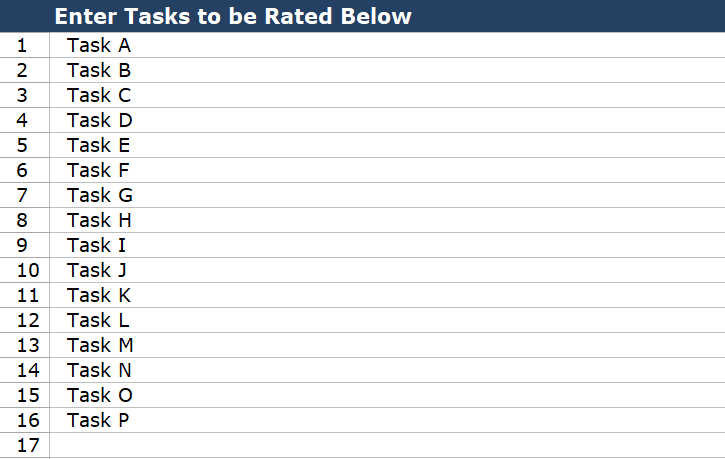 Enter Tasks to be Rated Below
1 Task A
2 Task B
3 Task C
4 Task D
5 Task E
6 Task F
7 Task G
8 Task H
9 Task I
10 Task J
11 Task K
12 Task L
13 Task M
14 Task N
15 Task O
16 Task P
17